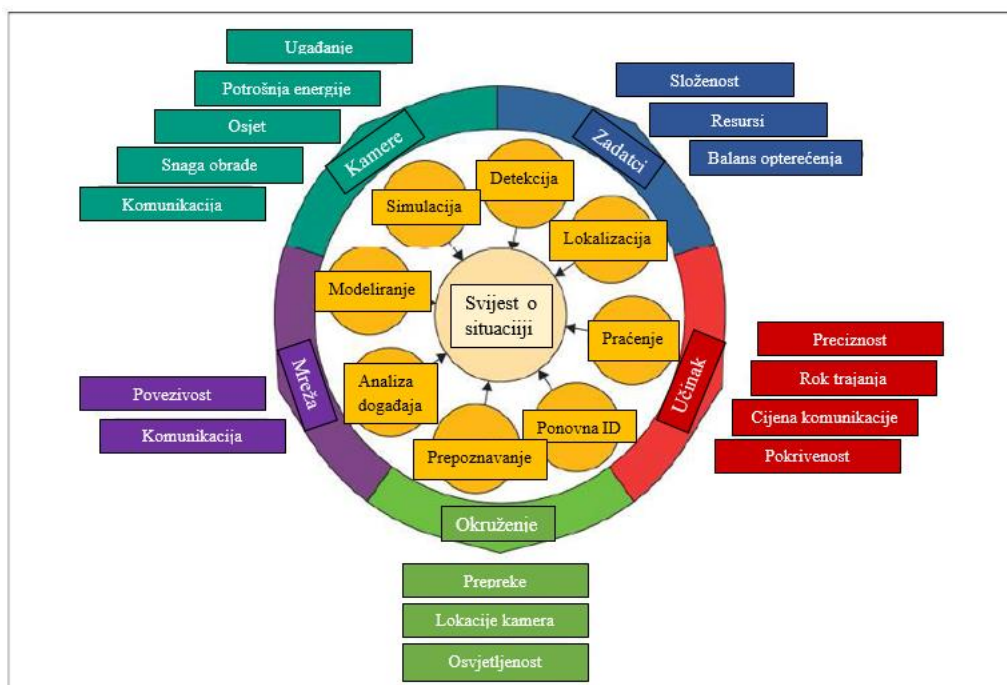 Ugađanje
Potrošnja energije
Osjet
Snaga obrade
Komunikacija
Kamere
Složenost
Resursi
Balans opterećenja
Zadatci
Detekcija
Simulacija
Lokalizacija
Modeliranje
Svijest o
situaciiji
Praćenje
Analiza
događaja
Ponovna ID
Prepoznavanje
Mreža
Povezivost
Komunikacija
Učinak
Preciznost
Rok trajanja
Cijena komunikacije
Pokrivenost
Okruženje
Prepreke
Lokacije kamera
Osvjetljenost